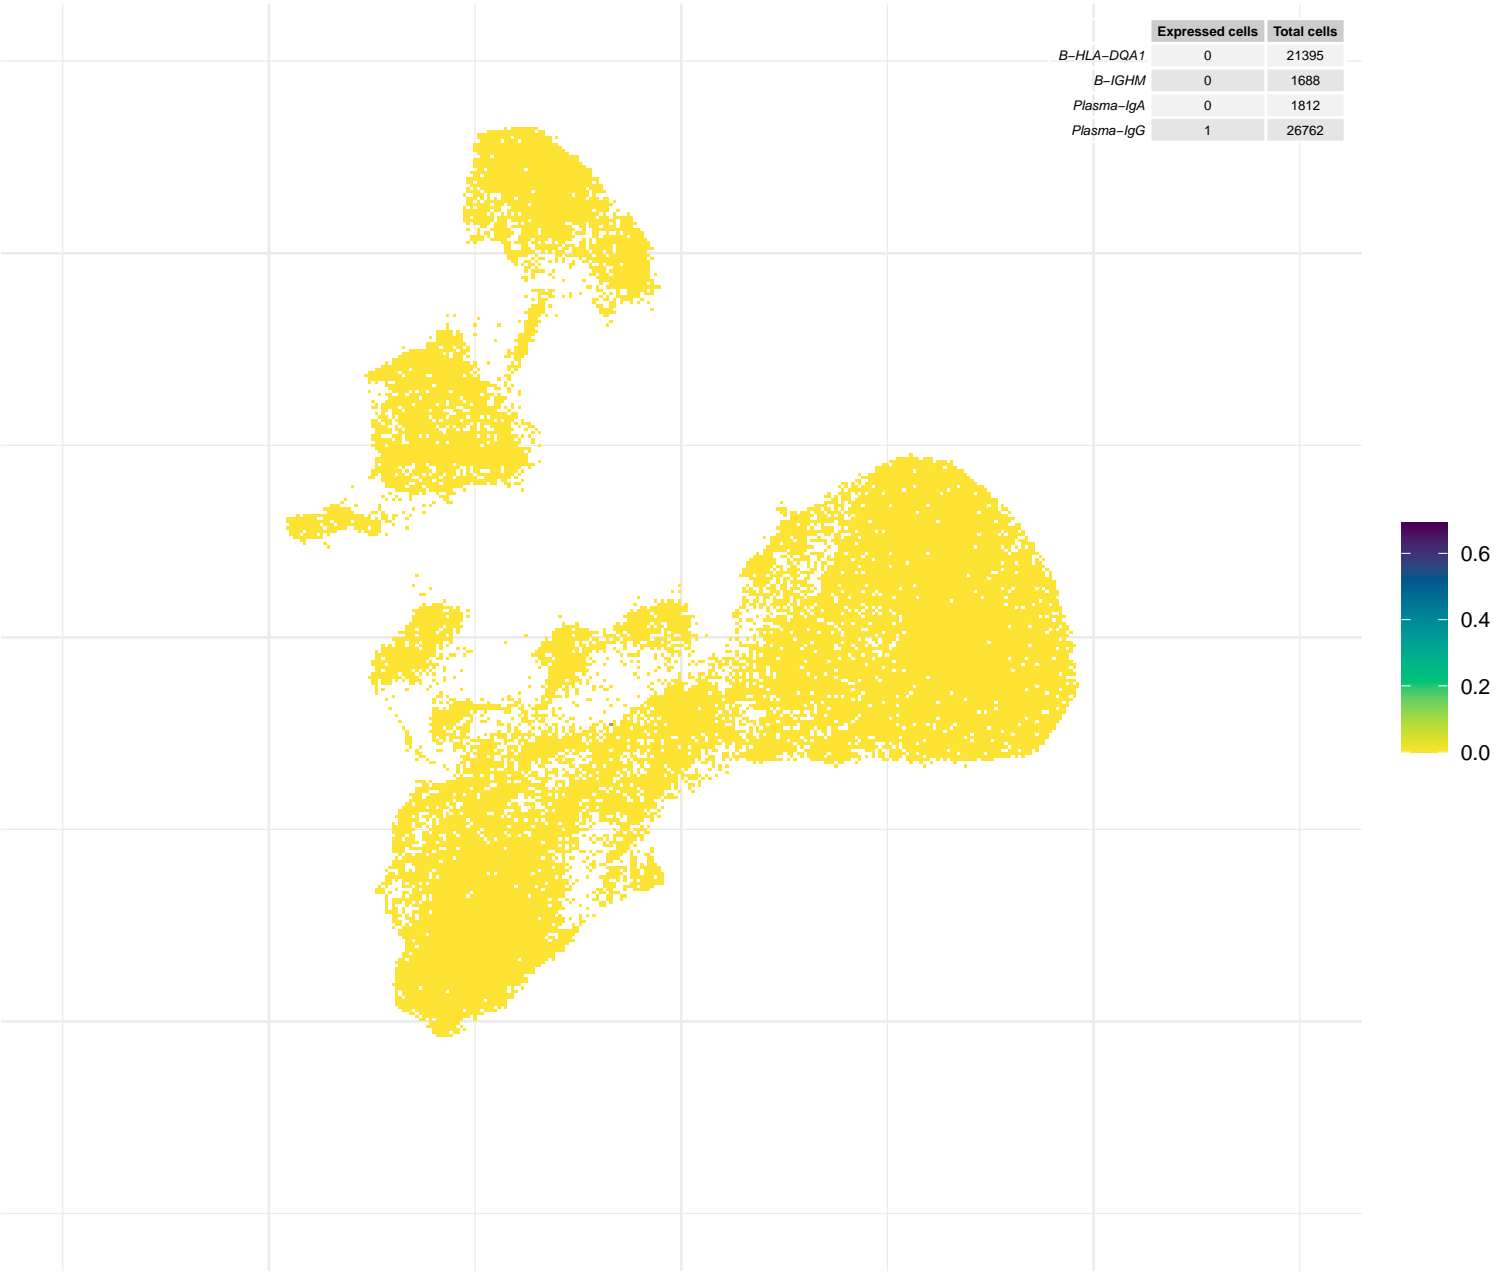 Expressed cells Total cells
B−HLA−DQA1 0 21395
B−IGHM 0 1688
Plasma−IgA 0 1812
Plasma−IgG 1 26762
0.6
0.4
0.2
0.0